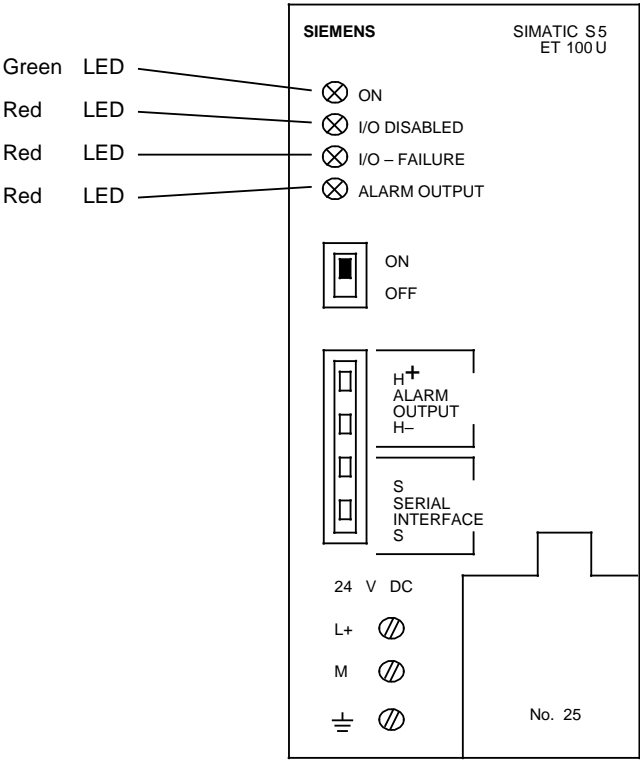 SIEMENS
SIMATIC S5
ET 100U
Green LED
ON
Red LED
I/O DISABLED
Red LED
I/O – FAILURE
Red LED
ALARM OUTPUT
ON
OFF
H+
ALARM
OUTPUT
H–
S
SERIAL
INTERFACE
S
24 V DC
L+
M
No. 25